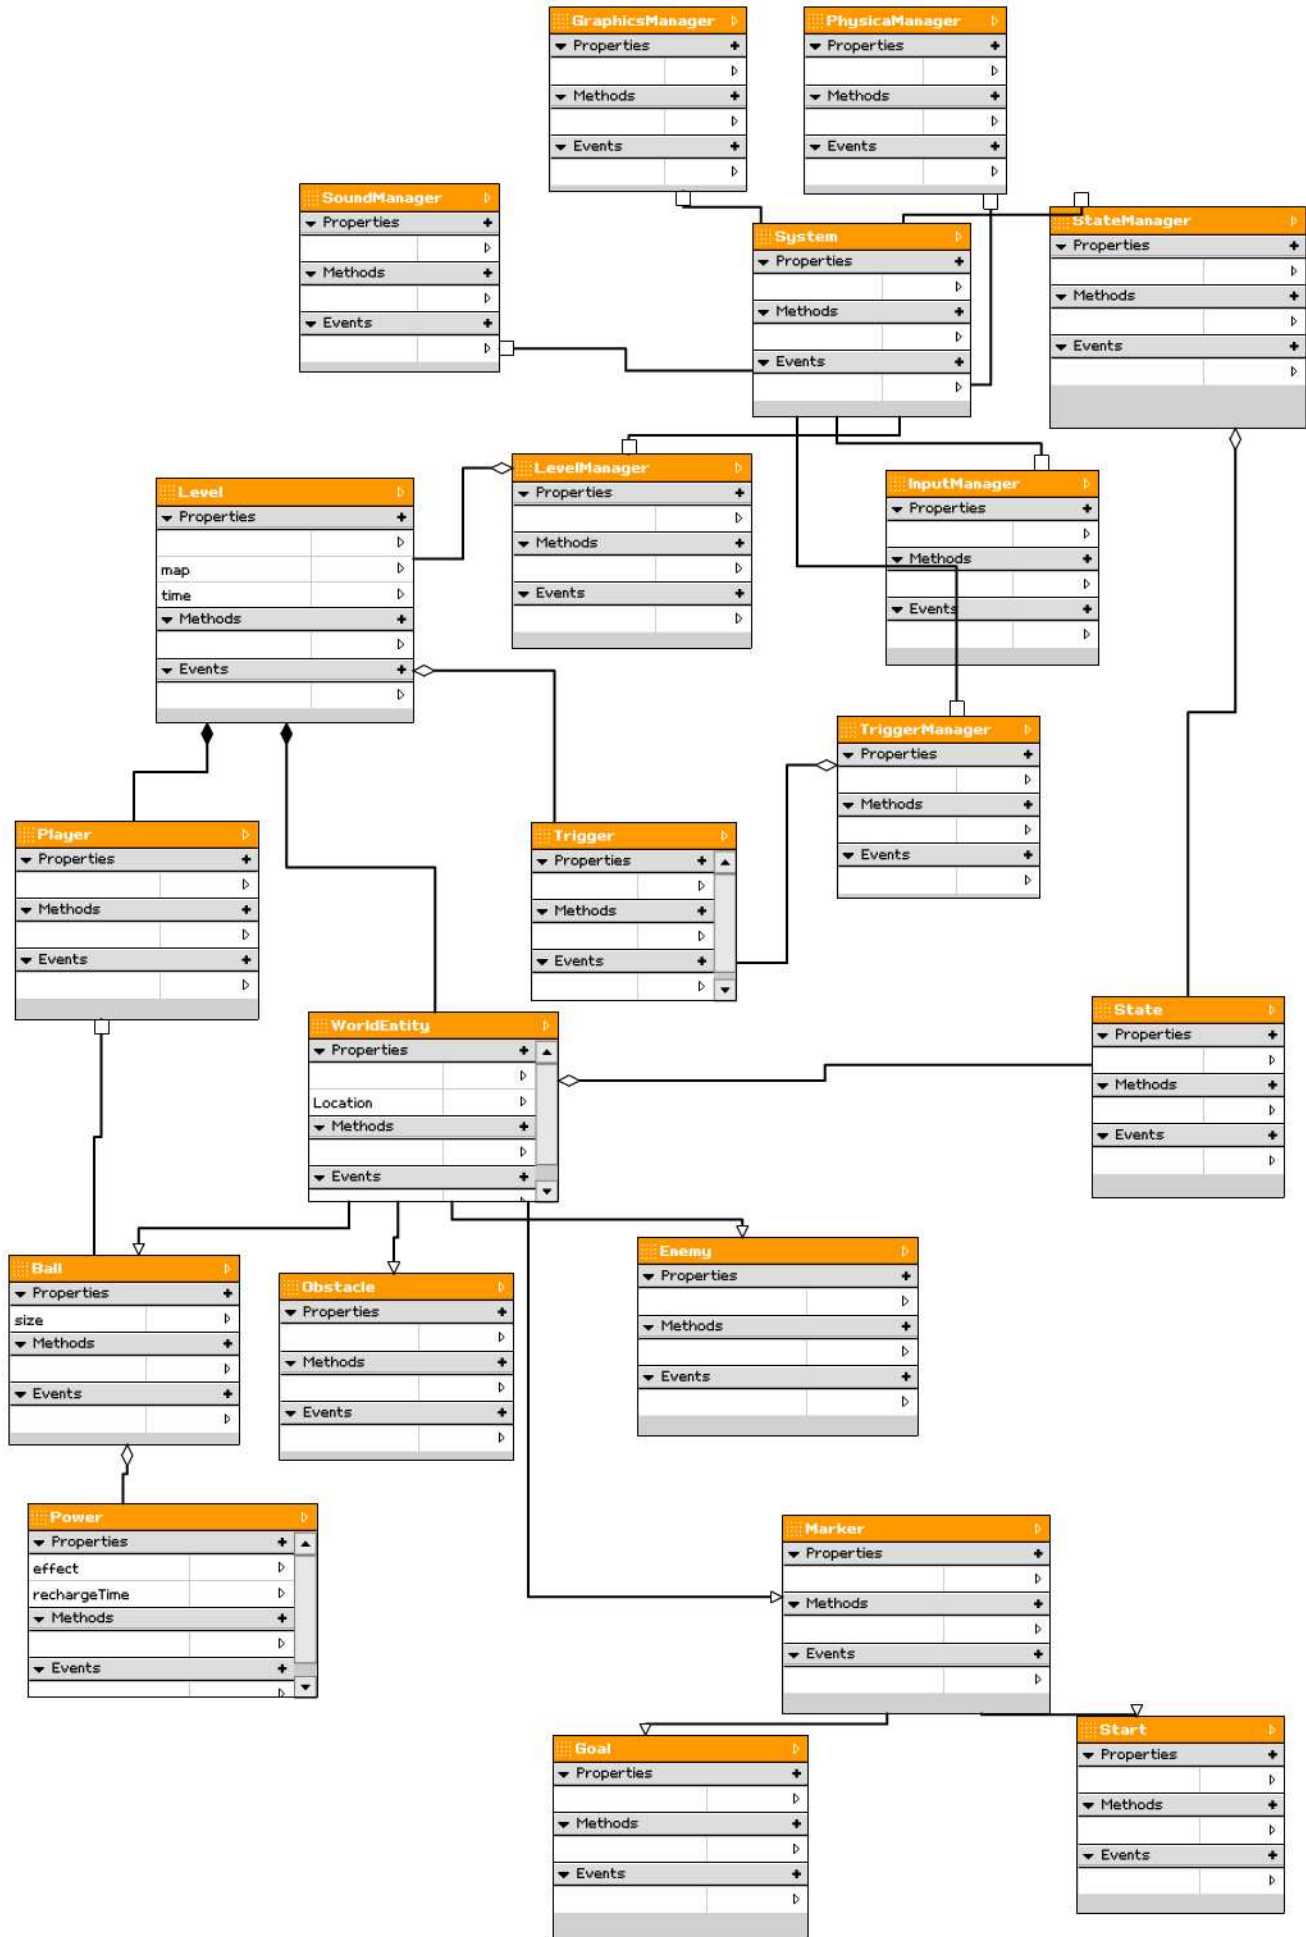 GraphicsManager
Properties
Methods
Events
PhysicaManager
Properties
Methods
Events
SoundManager
Properties
Methods
Events
System
Properties
Methods
Events
StateManager
Properties
Methods
Events
Level
Properties
map
time
Methods
Events
LevelManager
Properties
Methods
Events
InputManager
Properties
Methods
Events
TriggerManager
Properties
Methods
Events
Player
Properties
Methods
Events
Trigger
Properties
Methods
Events
WorldEntity
Properties
Location
Methods
Events
State
Properties
Methods
Events
Ball
Properties
size
Methods
Events
Obstacle
Properties
Methods
Events
Enemy
Properties
Methods
Events
Power
Properties
effect
rechargeTime
Methods
Events
Marker
Properties
Methods
Events
Goal
Properties
Methods
Events
Start
Properties
Methods
Events